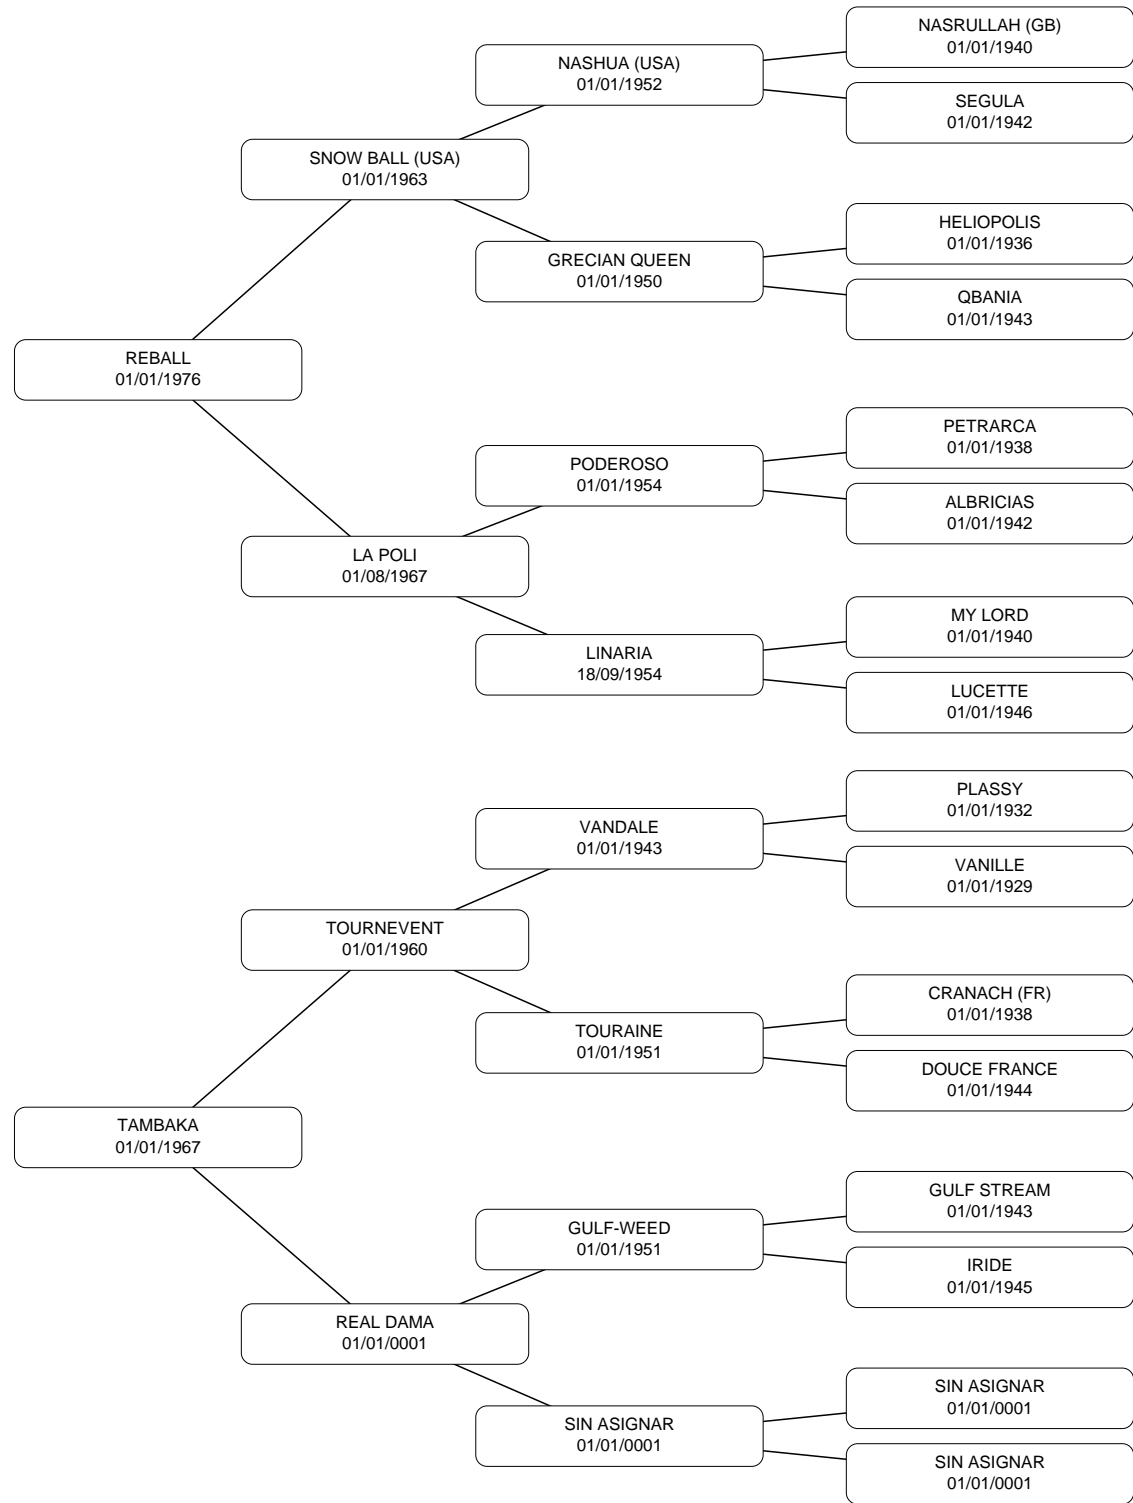 NASRULLAH (GB)
01/01/1940
NASHUA (USA)
01/01/1952
SEGULA
01/01/1942
SNOW BALL (USA)
01/01/1963
HELIOPOLIS
01/01/1936
GRECIAN QUEEN
01/01/1950
QBANIA
01/01/1943
REBALL
01/01/1976
PETRARCA
01/01/1938
PODEROSO
01/01/1954
ALBRICIAS
01/01/1942
LA POLI
01/08/1967
MY LORD
01/01/1940
LINARIA
18/09/1954
LUCETTE
01/01/1946
PLASSY
01/01/1932
VANDALE
01/01/1943
VANILLE
01/01/1929
TOURNEVENT
01/01/1960
CRANACH (FR)
01/01/1938
TOURAINE
01/01/1951
DOUCE FRANCE
01/01/1944
TAMBAKA
01/01/1967
GULF STREAM
01/01/1943
GULF-WEED
01/01/1951
IRIDE
01/01/1945
REAL DAMA
01/01/0001
SIN ASIGNAR
01/01/0001
SIN ASIGNAR
01/01/0001
SIN ASIGNAR
01/01/0001